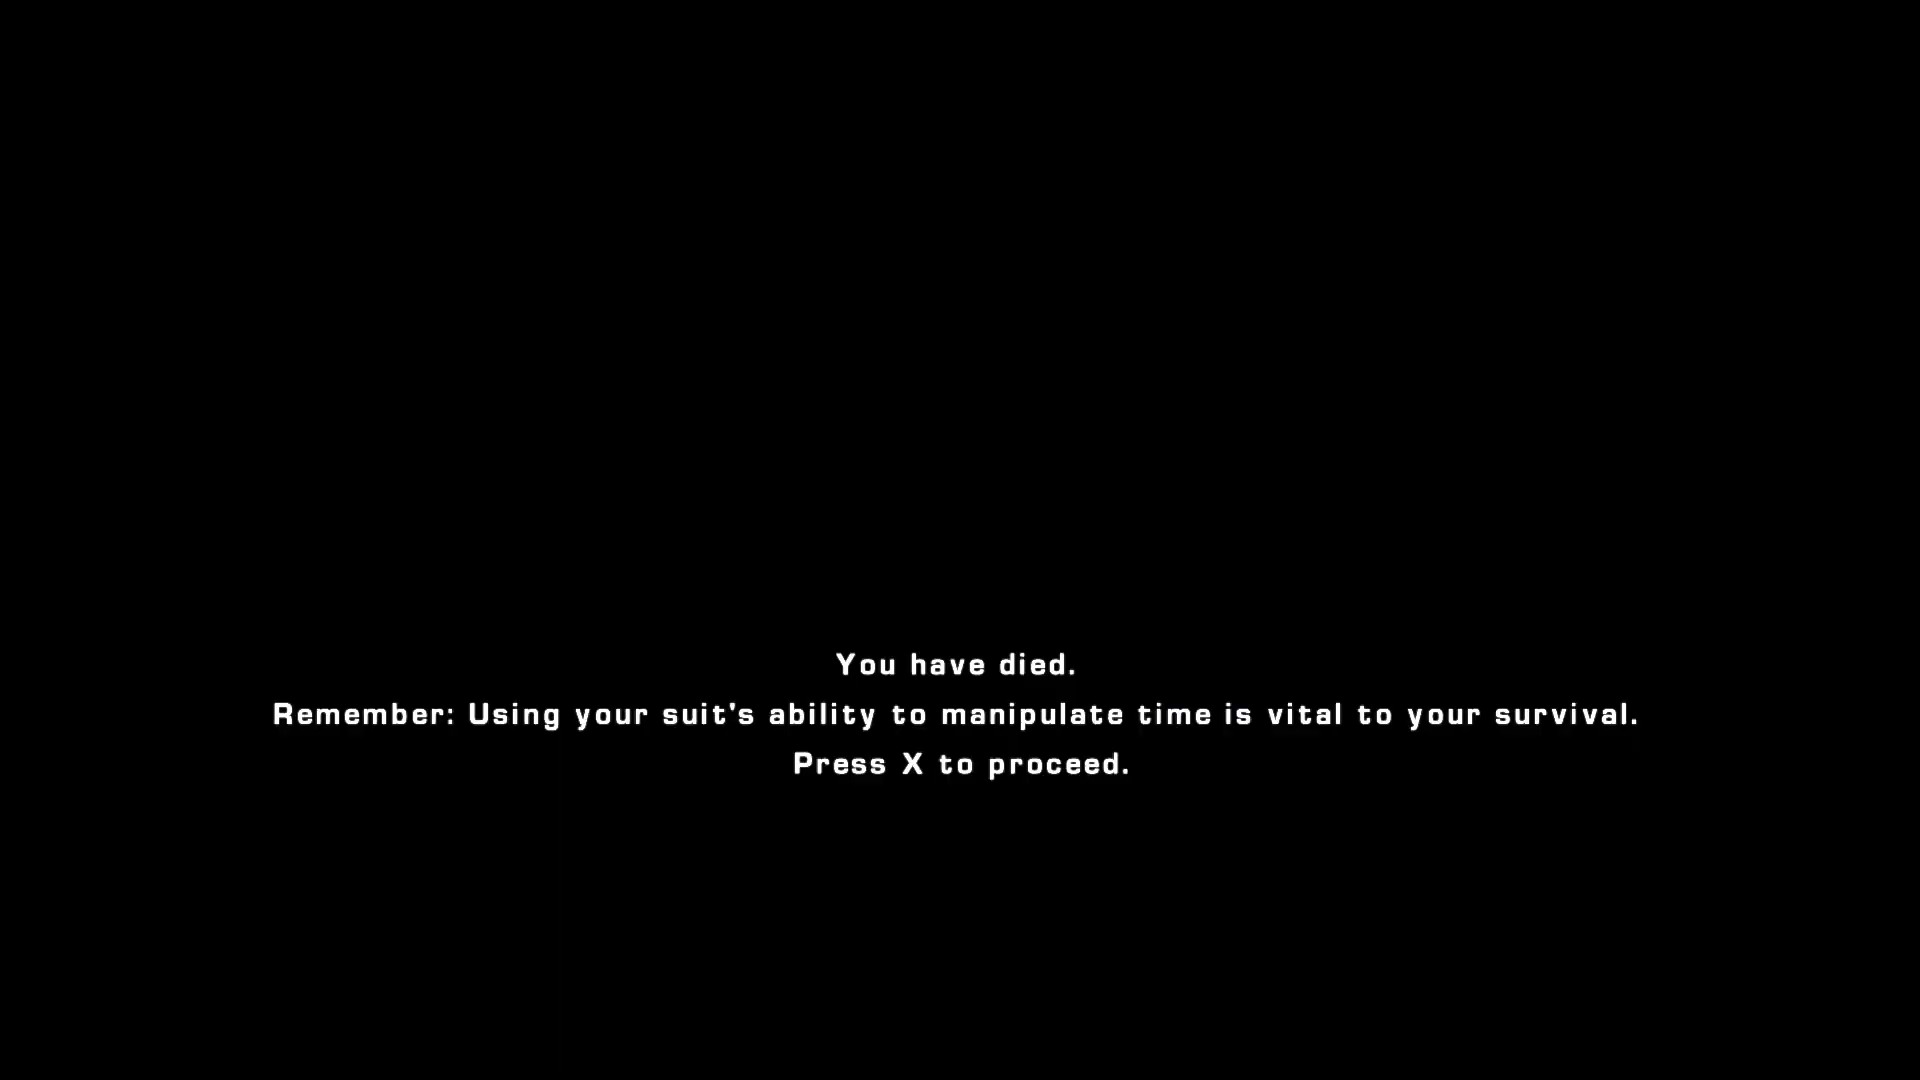 You have died.
Remember: Using your suit's ability to manipulate time is vital to your survival.
Press X to proceed.